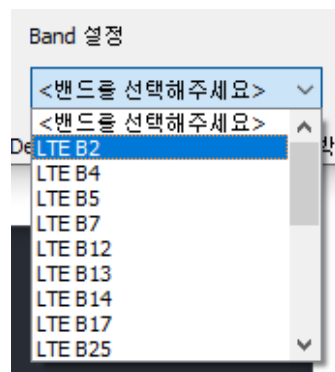 Band 설정
<밴드를 선택해주세요>
<밴드를 선택해주세요>
De
LTE B2
LTE B4
LTE B5
LTE B7
LTE B12
LTE B13
LTE B14
LTE B17
LTE B25